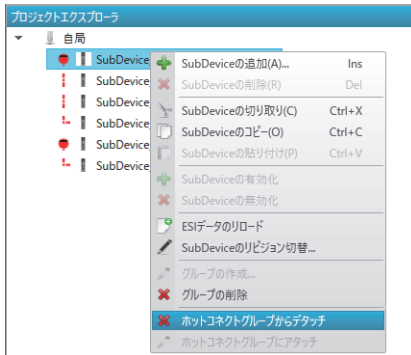 プロジェクトエクスプローラ
自局
SubDevice
SubDeviceの追加(A)... Ins
SubDevice
SubDeviceの削除(R) Del
SubDevice
SubDeviceの切り取り(C) Ctrl+X
SubDevice
SubDeviceのコピー(O) Ctrl+C
SubDevice
SubDeviceの貼り付け(P) Ctrl+V
SubDevice
SubDeviceの有効化
SubDeviceの無効化
ESIデータのリロード
SubDeviceのリビジョン切替...
グループの作成...
グループの削除
ホットコネクトグループからデタッチ
ホットコネクトグループにアタッチ